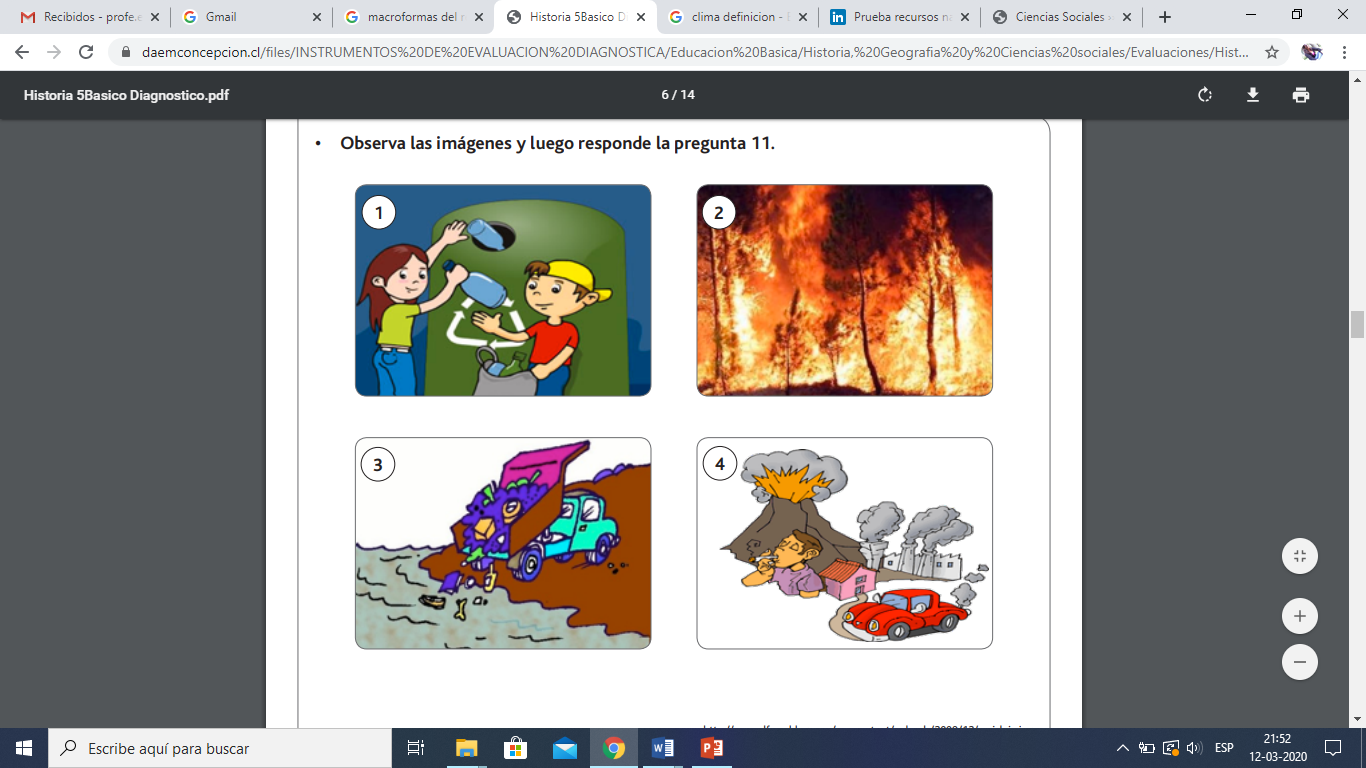 Recibidos - profe.e
Gmail
macroformas del r
Historia 5Basico D
clima definicion -
Prueba recursos na
Ciencias Sociales »
daemconcepcion.cl/files/INSTRUMENTOS%20DE%20EVALUACION%20DIAGNOSTICA/Educacion%20Basica/Historia,%20Geografia%20y%20Ciencias%20sociales/Evaluaciones/Hist...
Historia 5Basico Diagnostico.pdf
6 / 14
• Observa las imágenes y luego responde la pregunta 11.
1
2
3
4
Escribe aquí para buscar
ESP
21:52
12-03-2020